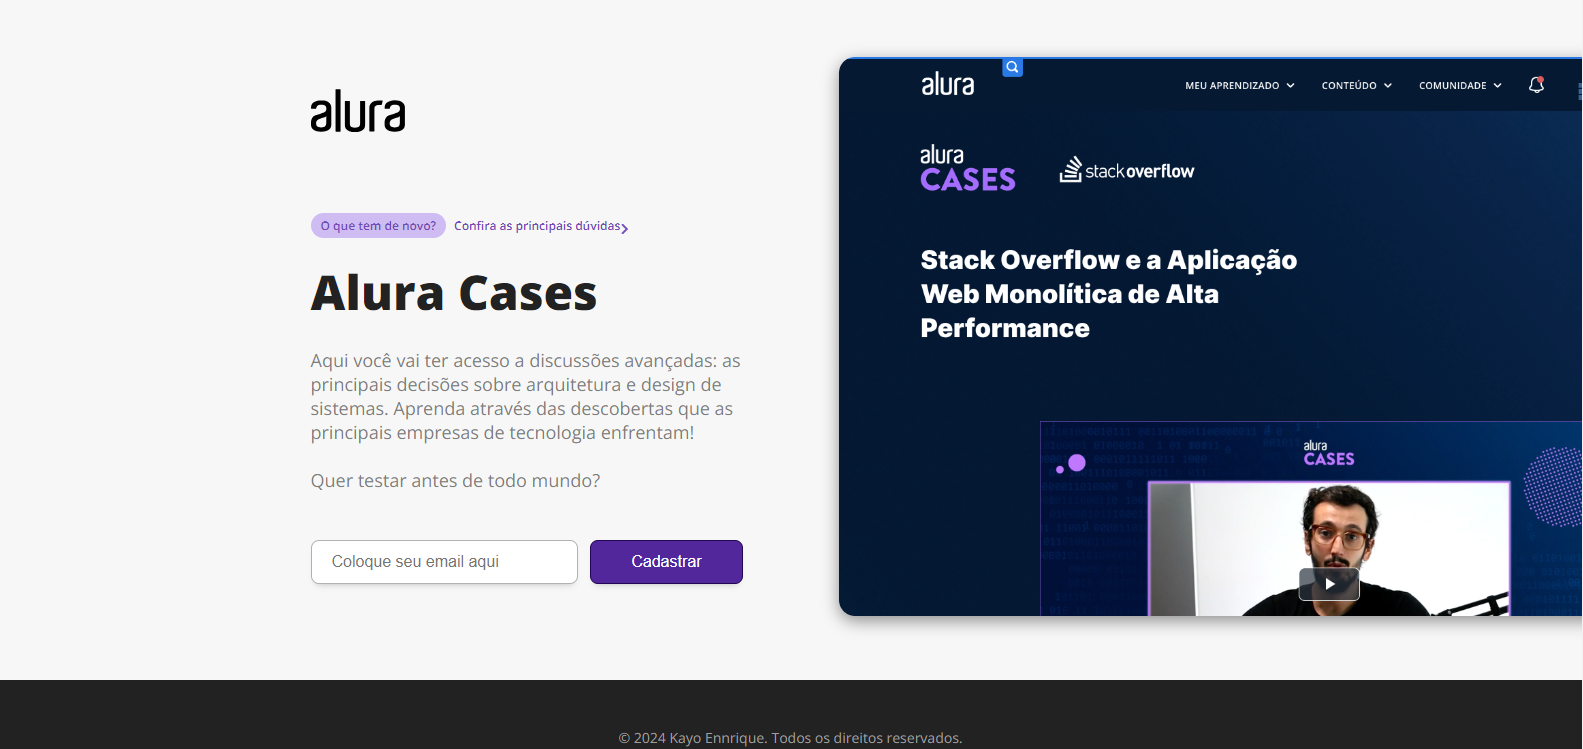 alura
O que tem de novo? Confira as principais dúvidas
Alura Cases
Aqui você vai ter acesso a discussões avançadas: as
principais decisões sobre arquitetura e design de
sistemas. Aprenda através das descobertas que as
principais empresas de tecnologia enfrentam!
Quer testar antes de todo mundo?
Coloque seu email aqui
Cadastrar
alura
MEU APRENDIZADO
CONTEÚDO
COMUNIDADE
alura
CASES
stackoverflow
Stack Overflow e a Aplicação
Web Monolítica de Alta
Performance
alura
CASES
© 2024 Kayo Ennrique. Todos os direitos reservados.